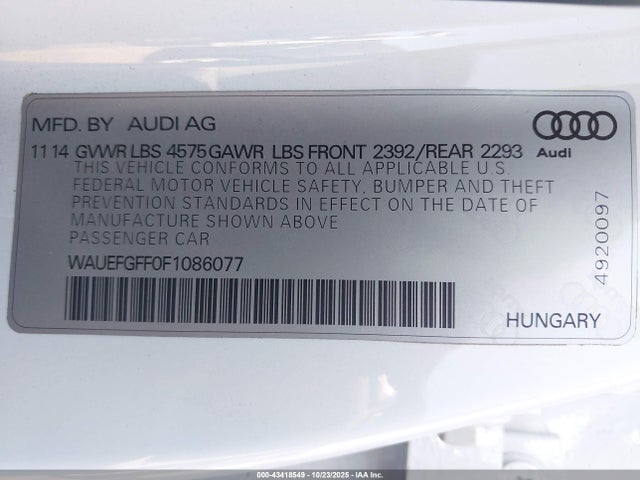 MFD. BY AUDI AG
11 14 GVWR LBS 4575 GAWR LBS FRONT 2392/REAR 2293
Audi
THIS VEHICLE CONFORMS TO ALL APPLICABLE U.S.
FEDERAL MOTOR VEHICLE SAFETY, BUMPER AND THEFT
PREVENTION STANDARDS IN EFFECT ON THE DATE OF
MANUFACTURE SHOWN ABOVE
PASSENGER CAR
WAUEFGFF0F1086077
4920097
HUNGARY
000-43418549 - 10/23/2025 - IAA Inc.